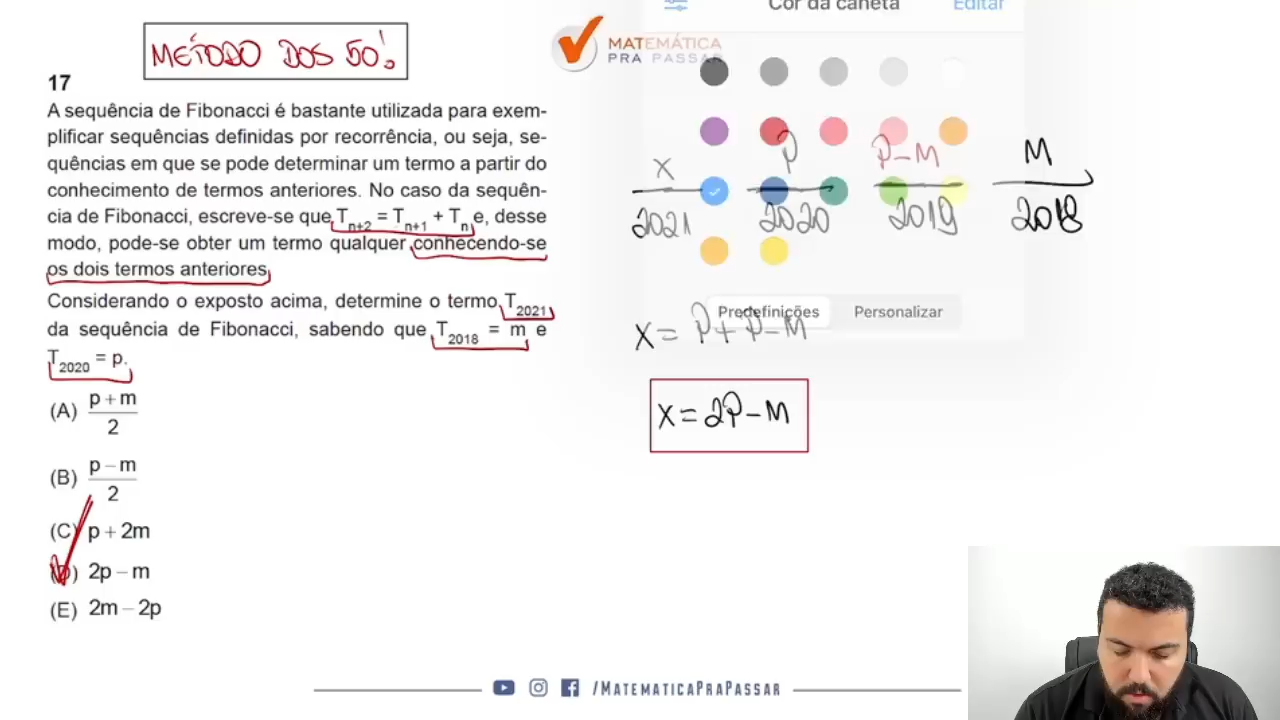 MÉTODO DOS 50!
17
A sequência de Fibonacci é bastante utilizada para exem-
plificar sequências definidas por recorrência, ou seja, se-
quências em que se pode determinar um termo a partir do
conhecimento de termos anteriores. No caso da sequên-
cia de Fibonacci, escreve-se que Tn+2 = Tn+1 + Tn e, desse
modo, pode-se obter um termo qualquer conhecendo-se
os dois termos anteriores.
Considerando o exposto acima, determine o termo T2021
da sequência de Fibonacci, sabendo que T2018 = m e
T2020 = p.
(A) p + m / 2
(B) p – m / 2
(C) p + 2m
(D) 2p – m
(E) 2m – 2p
Cor da caneta
Editar
MATEMÁTICA
PRA PASSAR
X P P-M M
2021 2020 2019 2018
Predefinições
Personalizar
X = P + P - M
X = 2P - M
/MATEMATICAPRAPASSAR